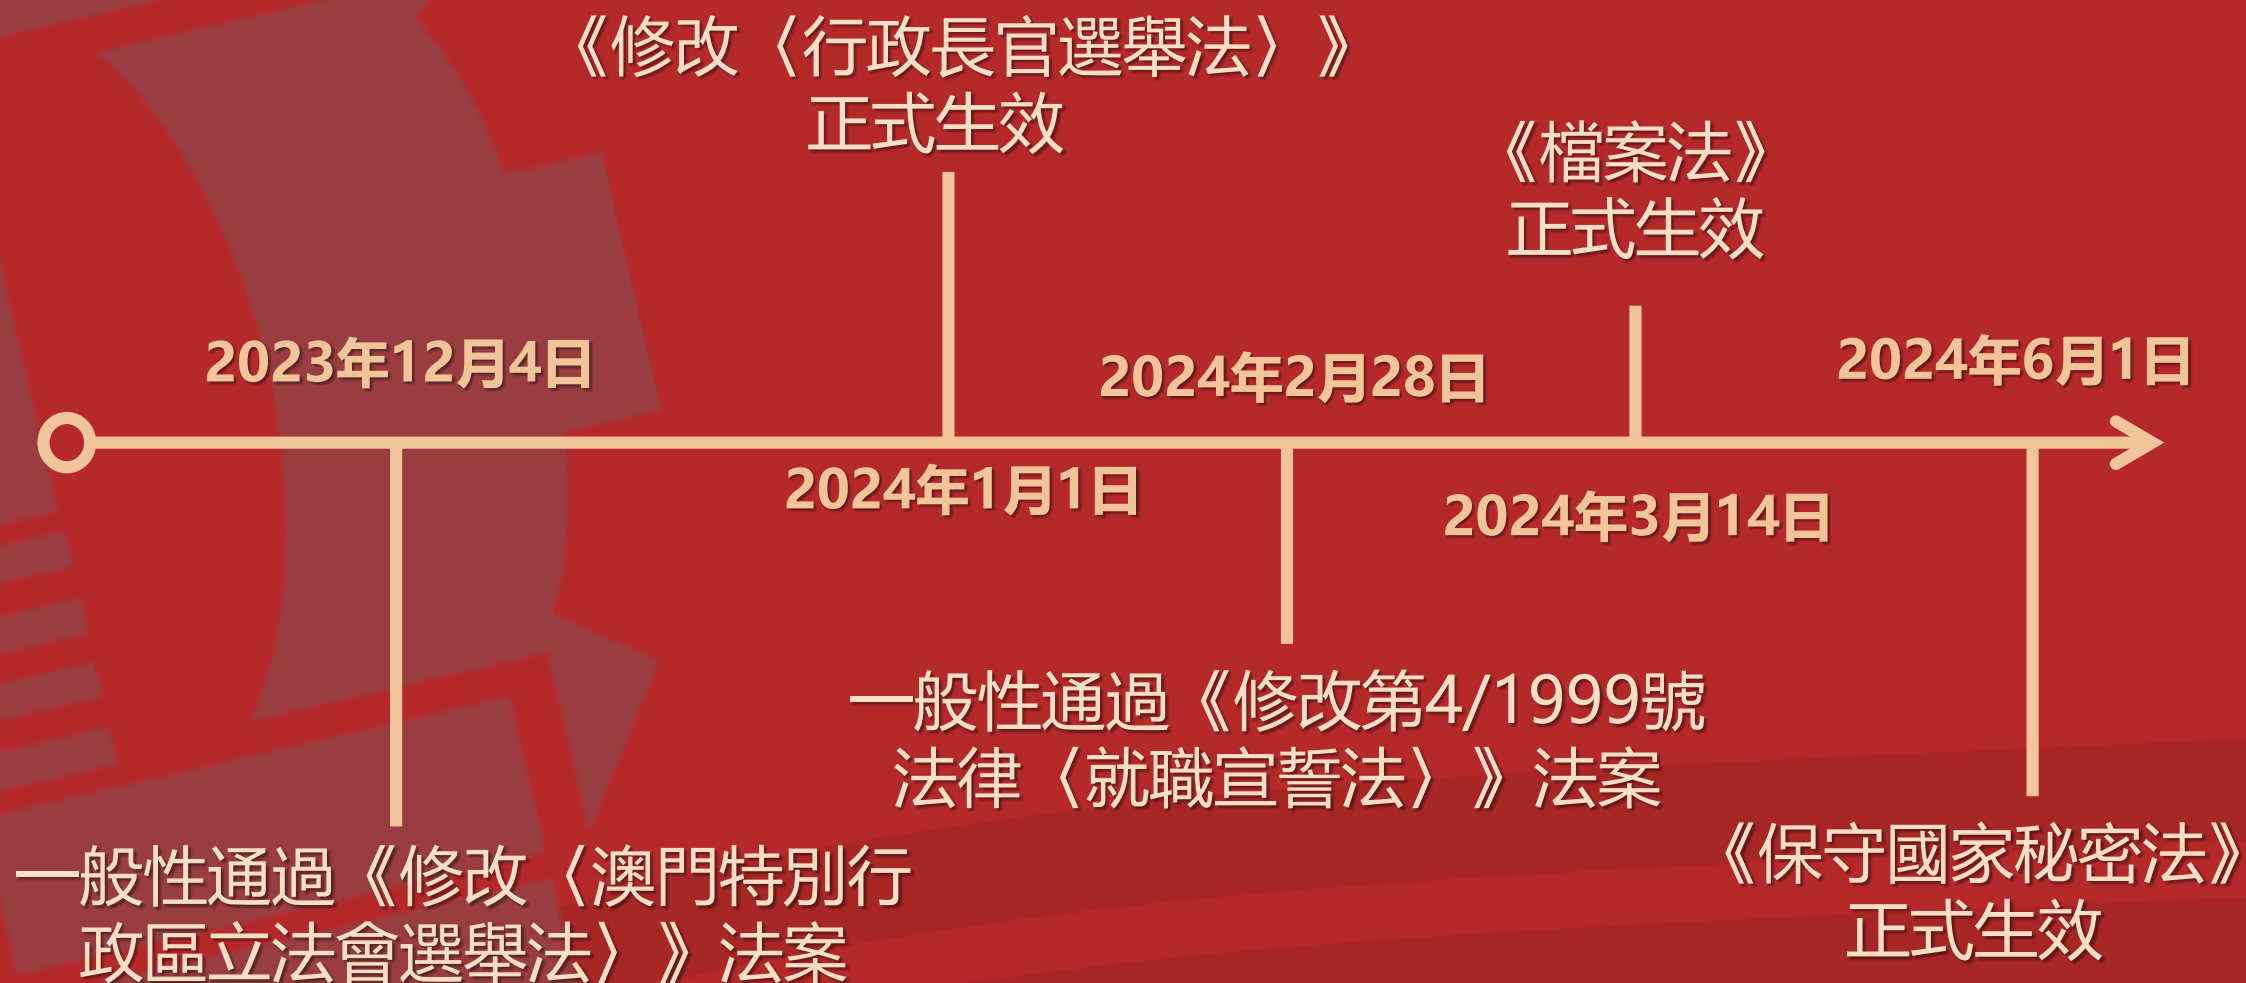 《修改〈行政長官選舉法〉》
正式生效
《檔案法》
正式生效
2023年12月4日
2024年2月28日
2024年6月1日
2024年1月1日
2024年3月14日
一般性通過《修改第4/1999號
法律〈就職宣誓法〉》法案
一般性通過《修改〈澳門特別行
政區立法會選舉法〉》法案
《保守國家秘密法》
正式生效